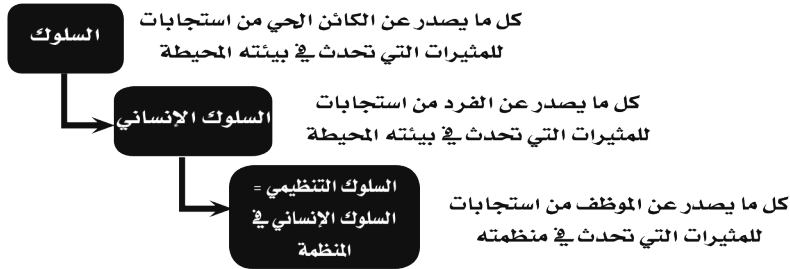 السلوك
كل ما يصدر عن الكائن الحي من استجابات
للمثيرات التي تحدث في بيئته المحيطة
السلوك الإنساني
كل ما يصدر عن الفرد من استجابات
للمثيرات التي تحدث في بيئته المحيطة
السلوك التنظيمي =
السلوك الإنساني في
المنظمة
كل ما يصدر عن الموظف من استجابات
للمثيرات التي تحدث في منظمته